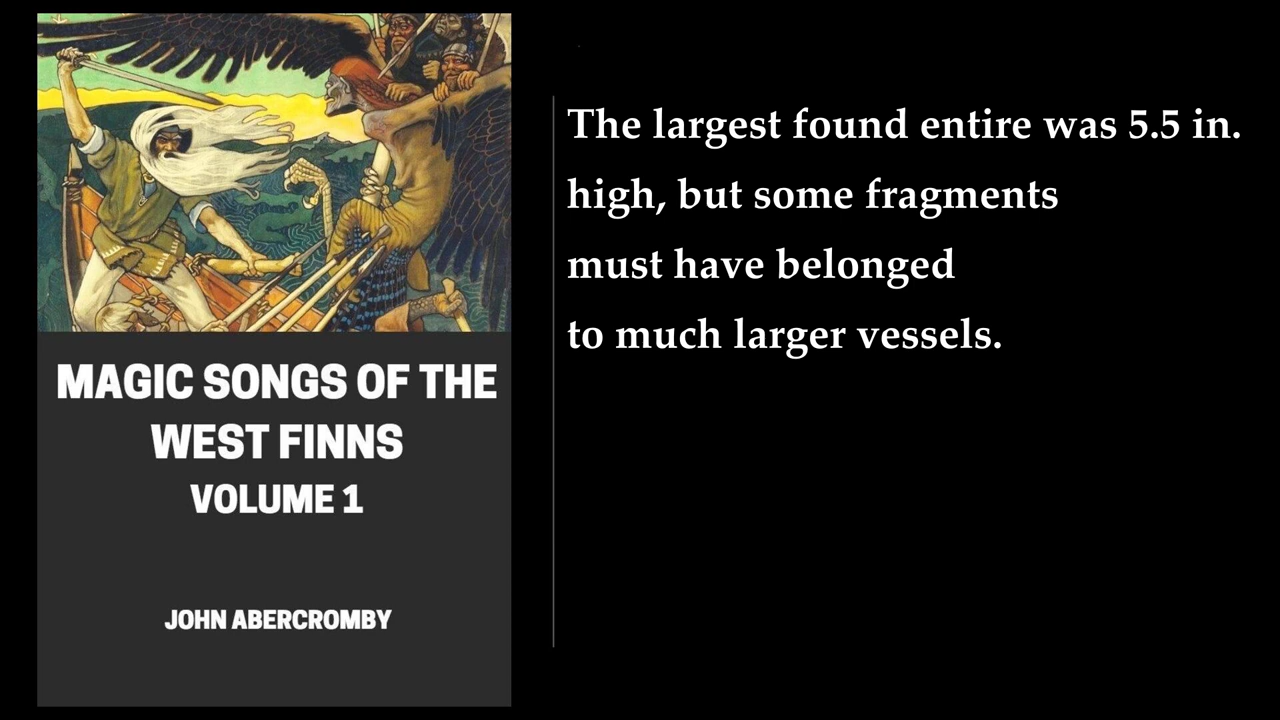 MAGIC SONGS OF THE
WEST FINNS
VOLUME 1
JOHN ABERCROMBY
The largest found entire was 5.5 in.
high, but some fragments
must have belonged
to much larger vessels.